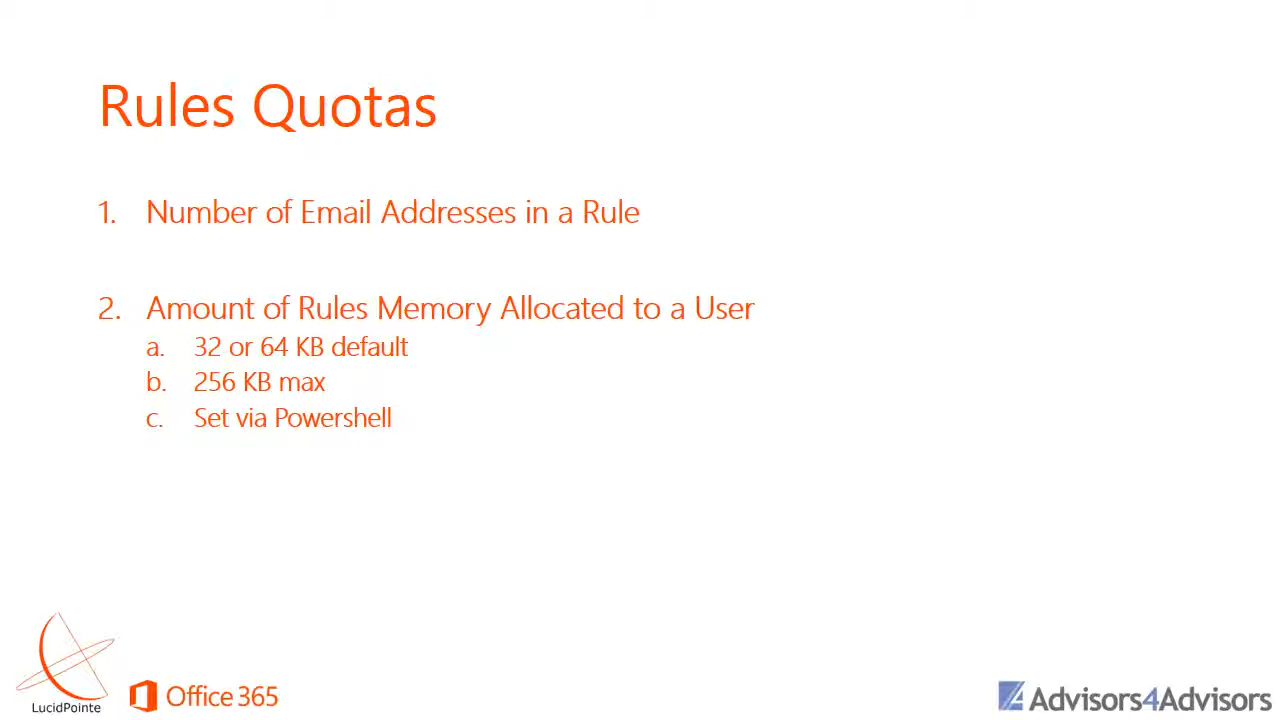 Rules Quotas
1. Number of Email Addresses in a Rule
2. Amount of Rules Memory Allocated to a User
a. 32 or 64 KB default
b. 256 KB max
c. Set via Powershell
LucidPointe
Office 365
Advisors4Advisors